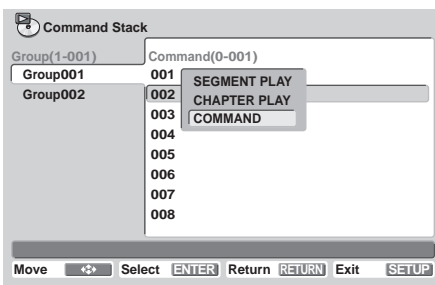 Command Stack
Group(1-001) Command(0-001)
Group001 001
SEGMENT PLAY
Group002 002
CHAPTER PLAY
003
COMMAND
004
005
006
007
008
Move Select ENTER Return RETURN Exit SETUP